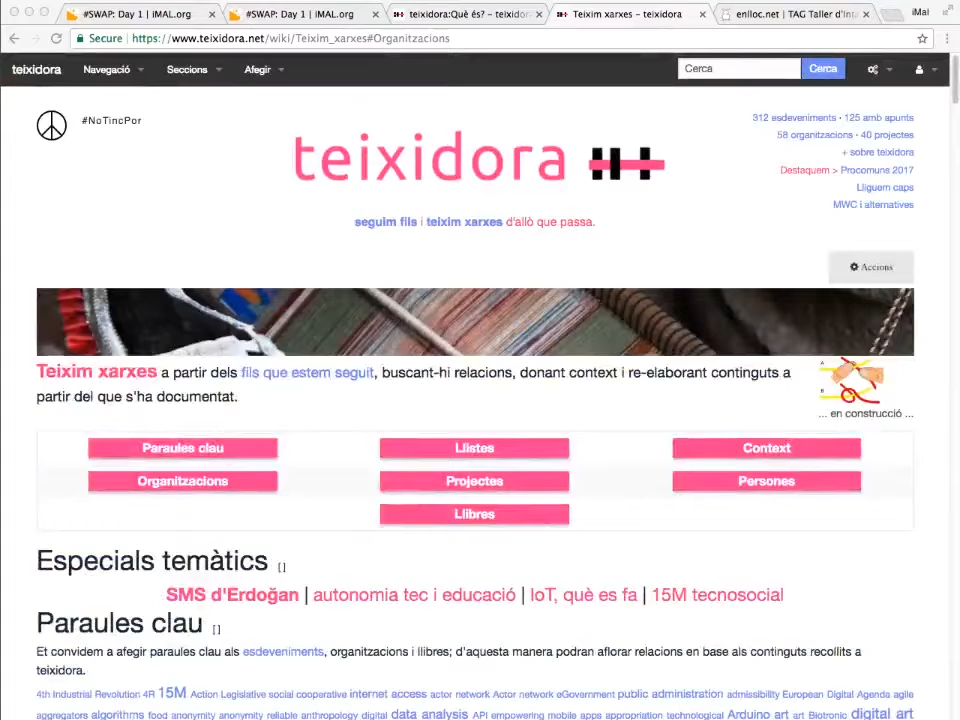 #SWAP: Day 1 | iMAL.org
#SWAP: Day 1 | iMAL.org
teixidora:Què és? – teixidor
Teixim xarxes – teixidora
enlloc.net | TAG Taller d'Inte
iMal
Secure | https://www.teixidora.net/wiki/Teixim_xarxes#Organitzacions
teixidora Navegació Seccions Afegir Cerca Cerca
#NoTincPor
312 esdeveniments · 125 amb apunts
58 organitzacions · 40 projectes
+ sobre teixidora
Destaquem > Procomuns 2017
Lliguem caps
MWC i alternatives
teixidora
seguim fils i teixim xarxes d'allò que passa.
Accions
Teixim xarxes a partir dels fils que estem seguit, buscant-hi relacions, donant context i re-elaborant continguts a
partir del que s'ha documentat.
A
B
... en construcció ...
Paraules clau Llistes Context
Organitzacions Projectes Persones
Llibres
Especials temàtics []
SMS d'Erdoğan | autonomia tec i educació | IoT, què es fa | 15M tecnosocial
Paraules clau []
Et convidem a afegir paraules clau als esdeveniments, organitzacions i llibres; d'aquesta manera podran aflorar relacions en base als continguts recollits a
teixidora.
4th Industrial Revolution 4R 15M Action Legislative social cooperative internet access actor network Actor network eGovernment public administration admissibility European Digital Agenda agile
aggregators algorithms food anonymity anonymity reliable anthropology digital data analysis API empowering mobile apps appropriation technological Arduino art art Biotronic digital art